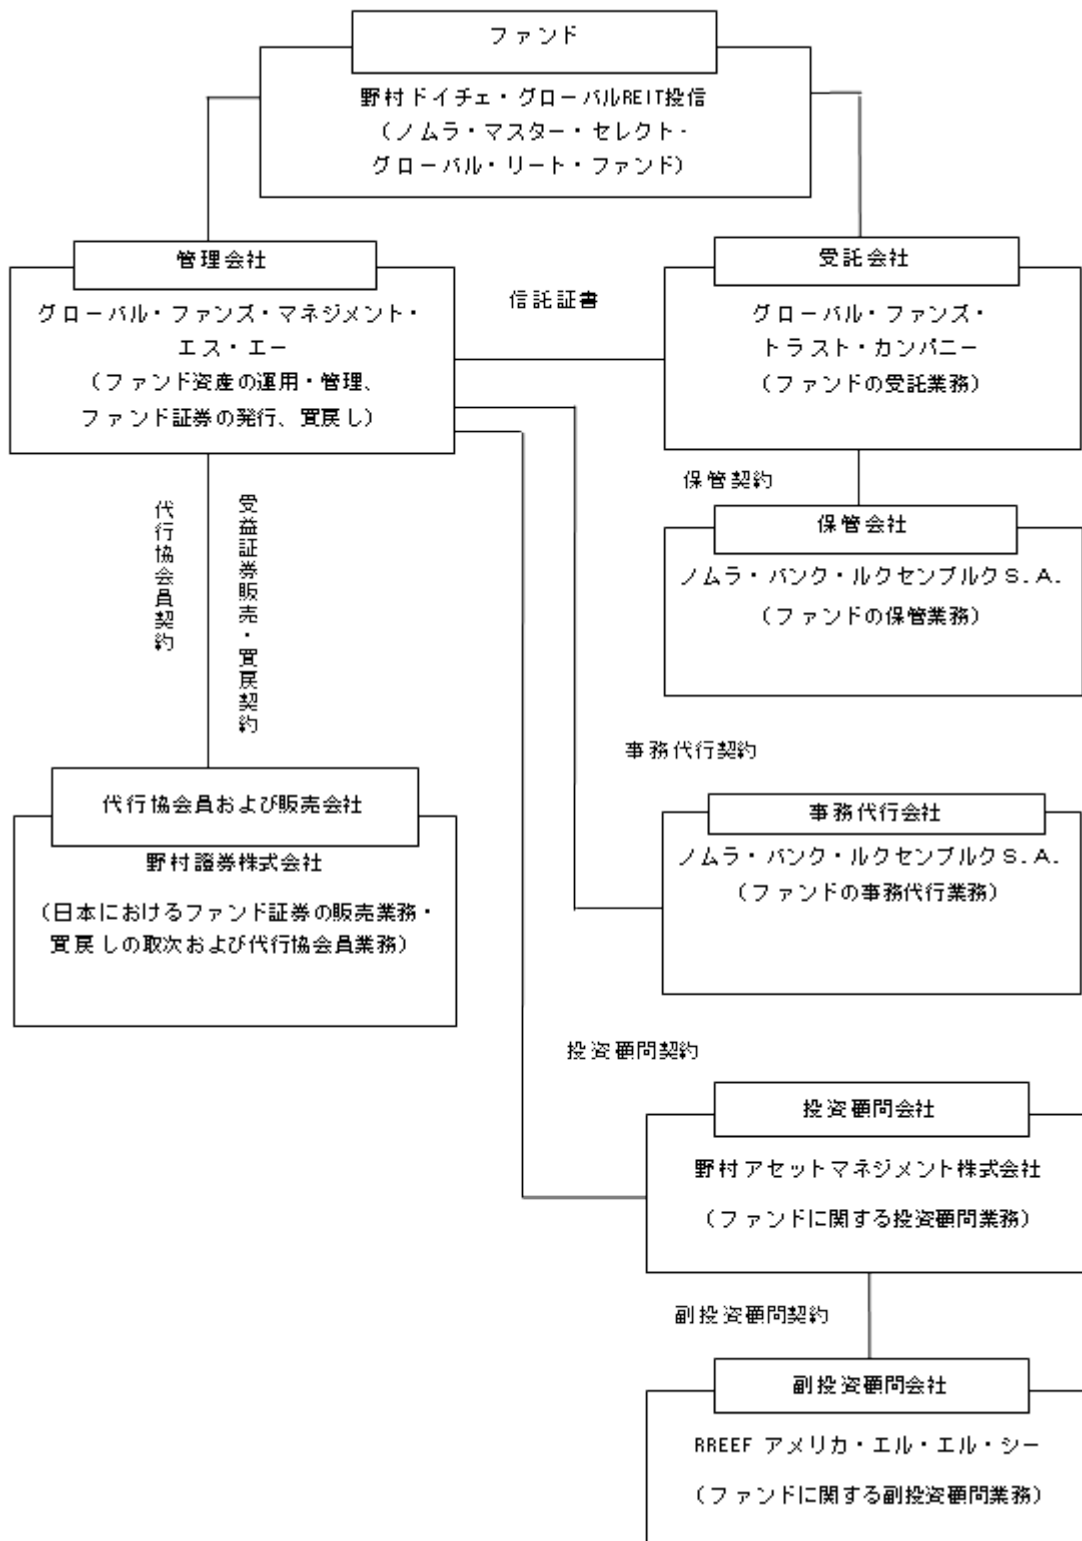 ファンド
野村ドイチェ・グローバルREIT投信
（ノムラ・マスター・セレクト-
グローバル・リート・ファンド）
管理会社
グローバル・ファンズ・マネジメント・
エス・エー
（ファンド資産の運用・管理、
ファンド証券の発行、買戻し）
信託証書
受託会社
グローバル・ファンズ・
トラスト・カンパニー
（ファンドの受託業務）
保管契約
保管会社
ノムラ・バンク・ルクセンブルクS.A.
（ファンドの保管業務）
代行協会員契約
受益証券販売・買戻契約
事務代行契約
代行協会員および販売会社
野村證券株式会社
（日本におけるファンド証券の販売業務・
買戻しの取次および代行協会員業務）
事務代行会社
ノムラ・バンク・ルクセンブルクS.A.
（ファンドの事務代行業務）
投資顧問契約
投資顧問会社
野村アセットマネジメント株式会社
（ファンドに関する投資顧問業務）
副投資顧問契約
副投資顧問会社
RREEF アメリカ・エル・エル・シー
（ファンドに関する副投資顧問業務）